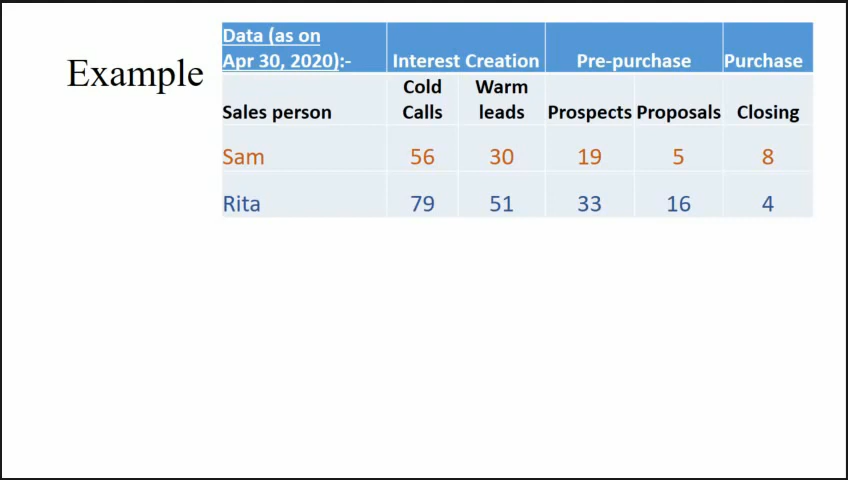 Example
Data (as on
Apr 30, 2020):- Interest Creation Pre-purchase Purchase
Cold Warm
Sales person Calls leads Prospects Proposals Closing
Sam 56 30 19 5 8
Rita 79 51 33 16 4